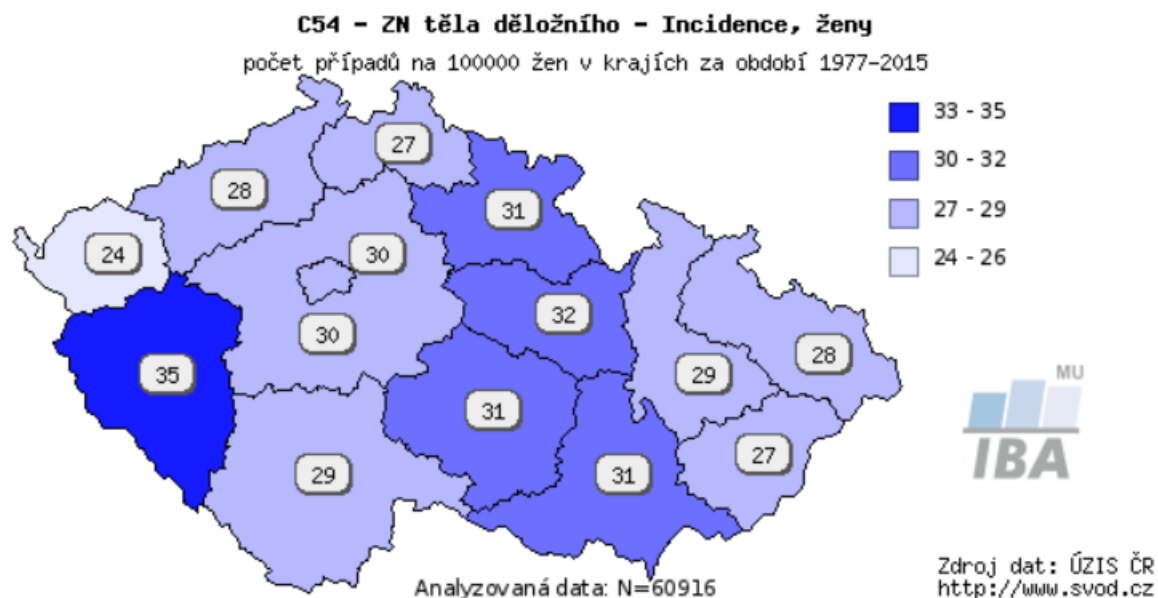 C54 – ZN těla děložního – Incidence, ženy
počet případů na 100000 žen v krajích za období 1977–2015
33 - 35
30 - 32
27 - 29
24 - 26
27
28
31
24
30
32
30
28
35
29
31
27
29
31
MU
IBA
Analyzovaná data: N=60916
Zdroj dat: ÚZIS ČR
http://www.svod.cz